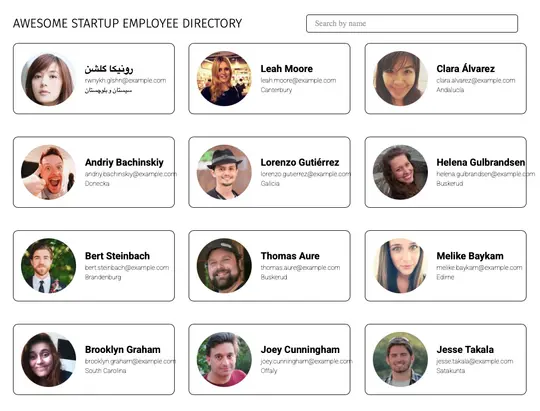 AWESOME STARTUP EMPLOYEE DIRECTORY
Search by name
رونیکا گلشن
rwnykh.glshn@example.com
سیستان و بلوچستان
Leah Moore
leah.moore@example.com
Canterbury
Clara Álvarez
clara.alvarez@example.com
Andalucía
Andriy Bachinskiy
andriy.bachinskiy@example.com
Donecka
Lorenzo Gutiérrez
lorenzo.gutierrez@example.com
Galicia
Helena Gulbrandsen
helena.gulbrandsen@example.com
Buskerud
Bert Steinbach
bert.steinbach@example.com
Brandenburg
Thomas Aure
thomas.aure@example.com
Buskerud
Melike Baykam
melike.baykam@example.com
Edirne
Brooklyn Graham
brooklyn.graham@example.com
South Carolina
Joey Cunningham
joey.cunningham@example.com
Offaly
Jesse Takala
jesse.takala@example.com
Satakunta